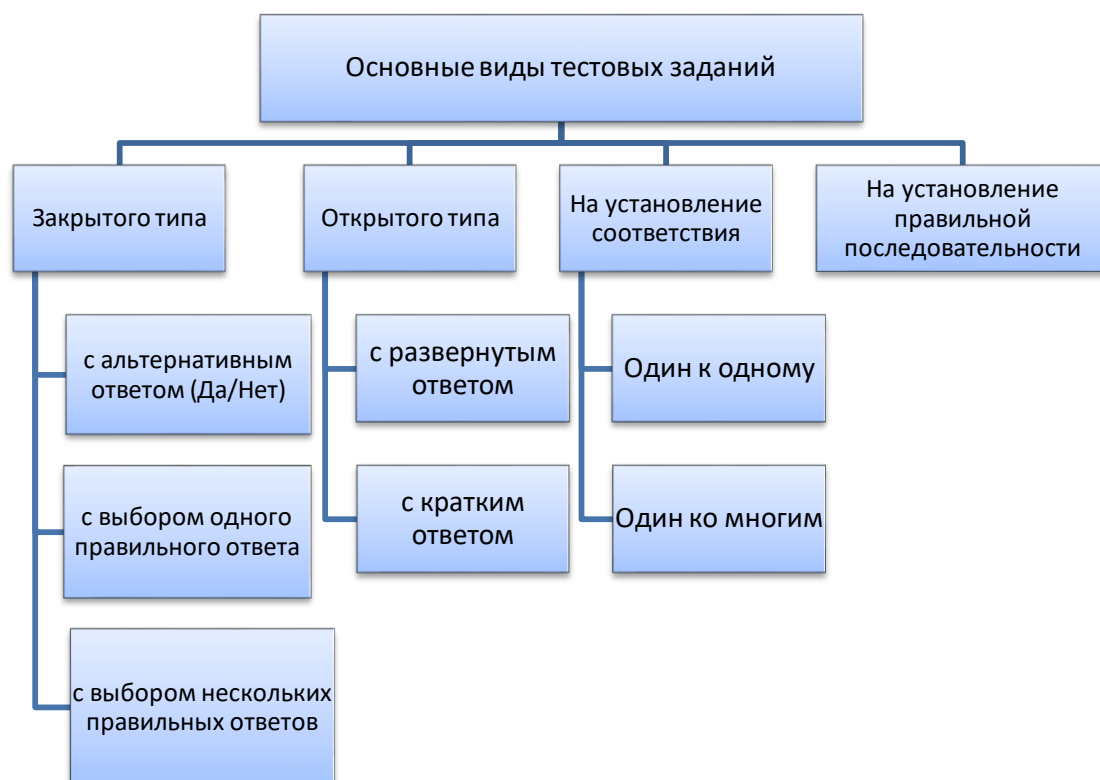 Основные виды тестовых заданий
Закрытого типа
с альтернативным
ответом (Да/Нет)
с выбором одного
правильного ответа
с выбором нескольких
правильных ответов
Открытого типа
с развернутым
ответом
с кратким
ответом
На установление
соответствия
Один к одному
Один ко многим
На установление
правильной
последовательности